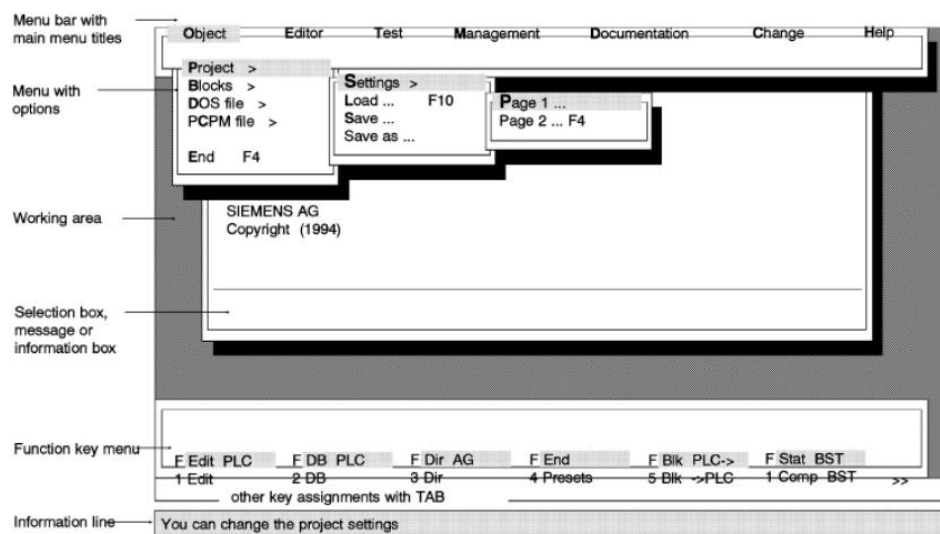 Menu bar with
main menu titles
Object Editor Test Management Documentation Change Help
Menu with
options
Project >
Blocks >
DOS file >
PCPM file >
End F4
Settings >
Load ... F10
Save ...
Save as ...
Page 1 ...
Page 2 ... F4
Working area
SIEMENS AG
Copyright (1994)
Selection box,
message or
information box
Function key menu
F Edit PLC F DB PLC F Dir AG F End F Blk PLC-> F Stat BST
1 Edit 2 DB 3 Dir 4 Presets 5 Blk ->PLC 1 Comp BST >>
other key assignments with TAB
Information line
You can change the project settings